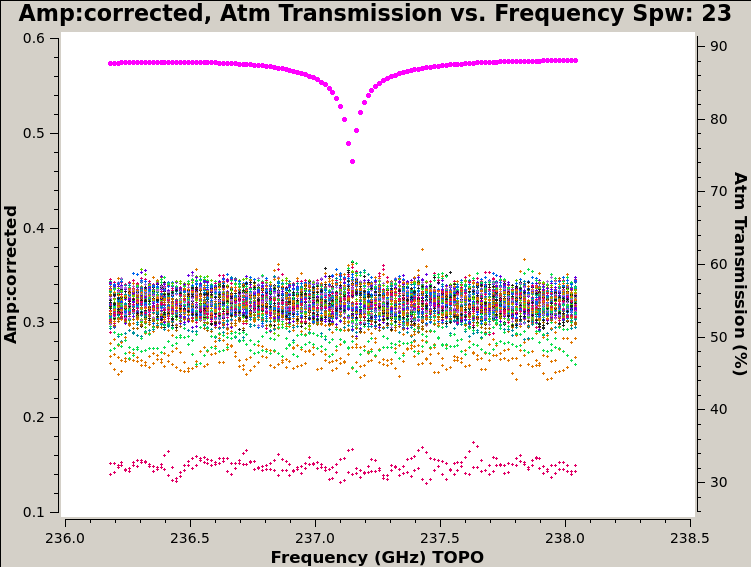 Amp:corrected, Atm Transmission vs. Frequency Spw: 23
0.6
0.5
0.4
0.3
0.2
0.1
Amp:corrected
90
80
70
60
50
40
30
Atm Transmission (%)
236.0 236.5 237.0 237.5 238.0 238.5
Frequency (GHz) TOPO